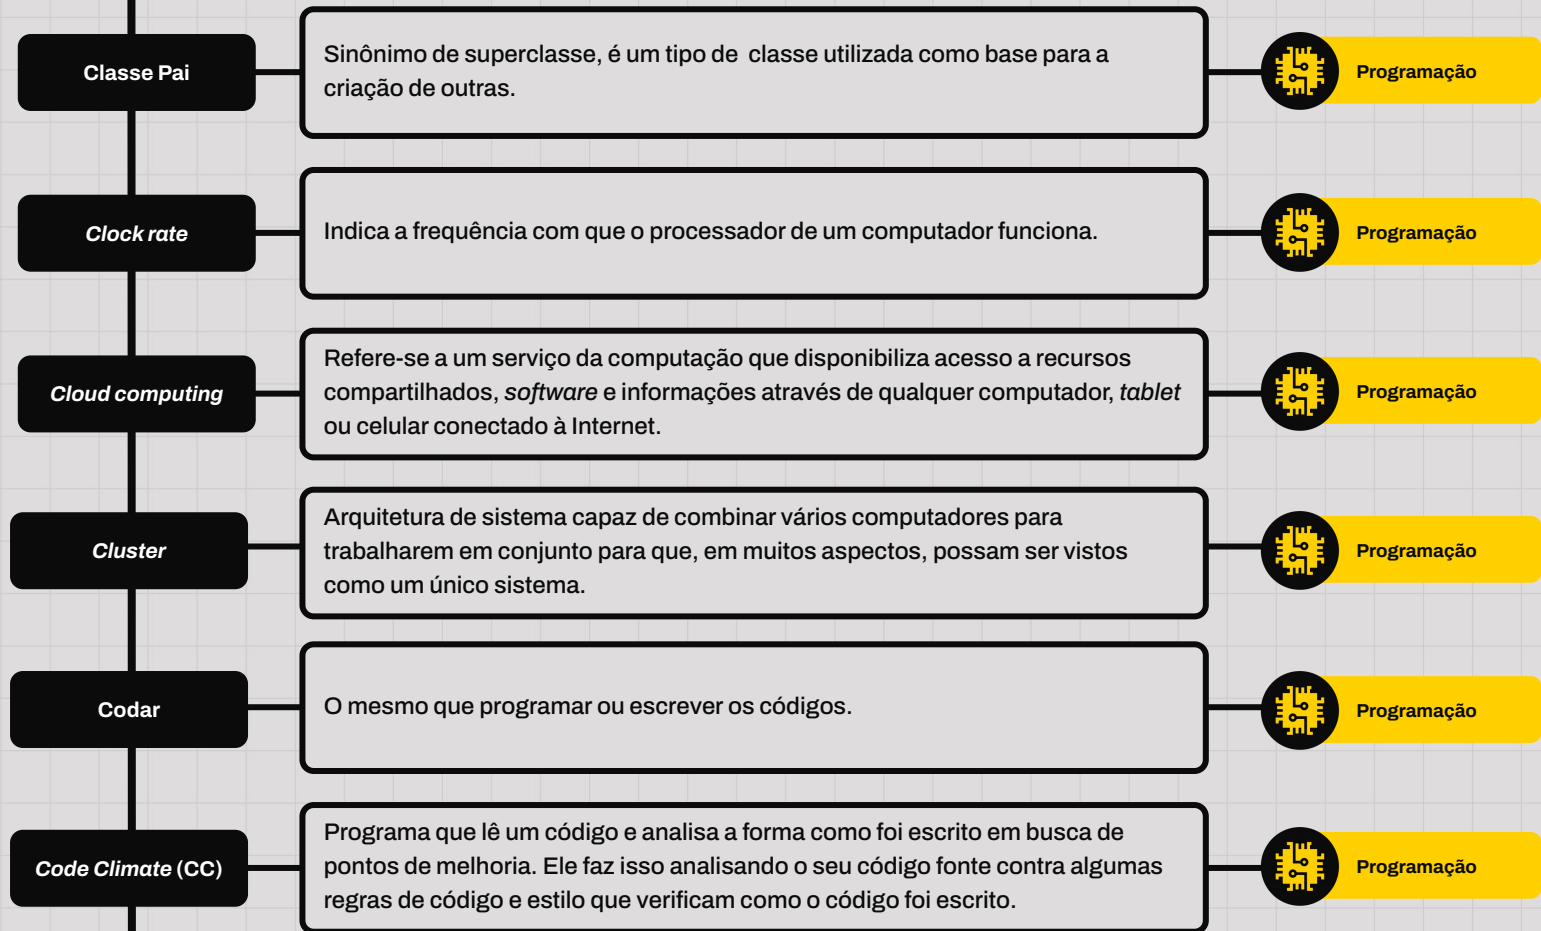 Classe Pai
Sinônimo de superclasse, é um tipo de classe utilizada como base para a
criação de outras.
Programação
Clock rate
Indica a frequência com que o processador de um computador funciona.
Programação
Cloud computing
Refere-se a um serviço da computação que disponibiliza acesso a recursos
compartilhados, software e informações através de qualquer computador, tablet
ou celular conectado à Internet.
Programação
Cluster
Arquitetura de sistema capaz de combinar vários computadores para
trabalharem em conjunto para que, em muitos aspectos, possam ser vistos
como um único sistema.
Programação
Codar
O mesmo que programar ou escrever os códigos.
Programação
Code Climate (CC)
Programa que lê um código e analisa a forma como foi escrito em busca de
pontos de melhoria. Ele faz isso analisando o seu código fonte contra algumas
regras de código e estilo que verificam como o código foi escrito.
Programação